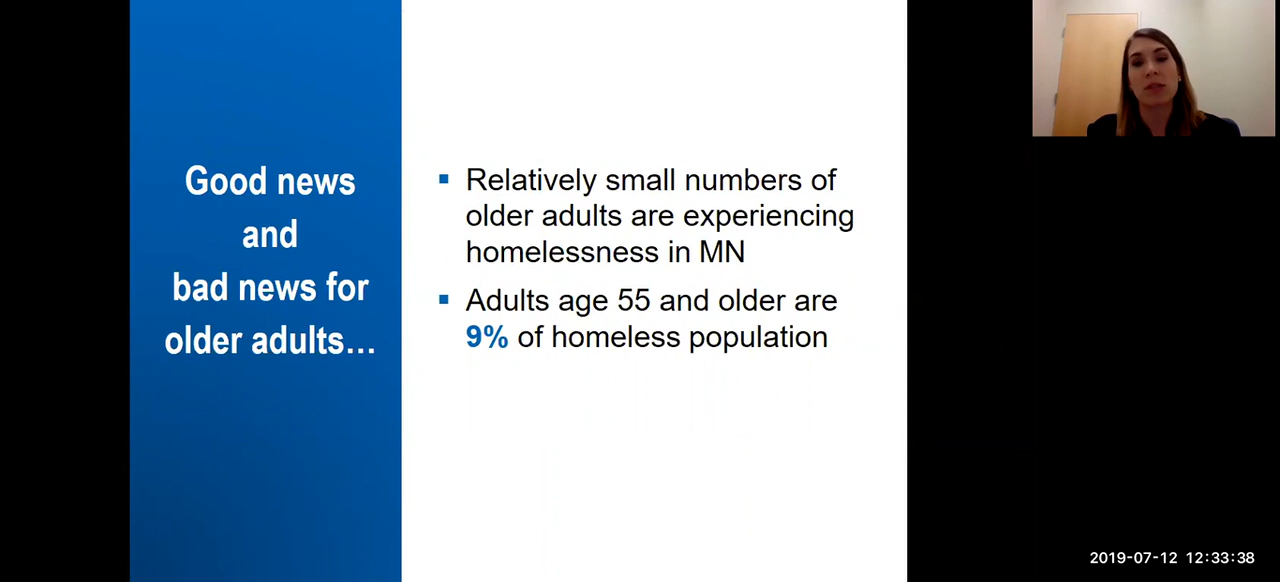 Good news
and
bad news for
older adults…
▪ Relatively small numbers of
older adults are experiencing
homelessness in MN
▪ Adults age 55 and older are
9% of homeless population
2019-07-12 12:33:38